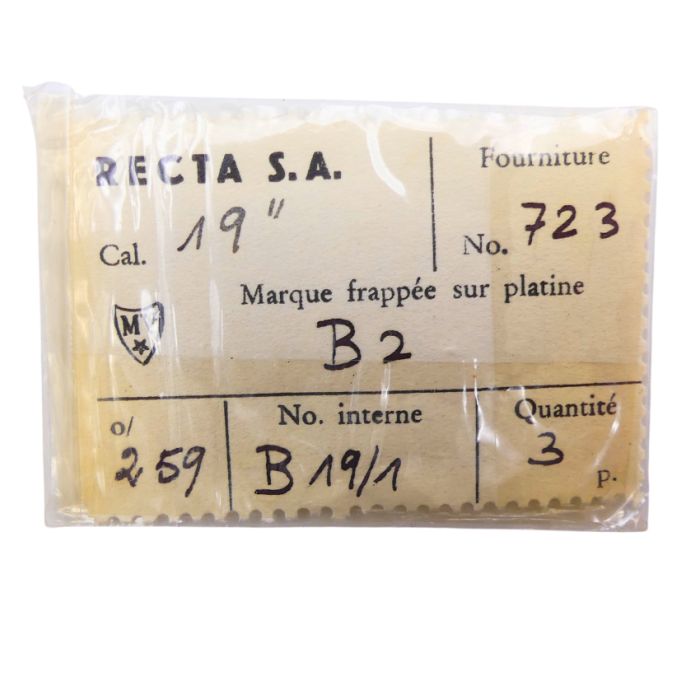 RECTA S.A.
Fourniture
Cal. 19"
No. 723
Marque frappée sur platine
B2
o/
259
No. interne
B 19/1
Quantité
3
p.